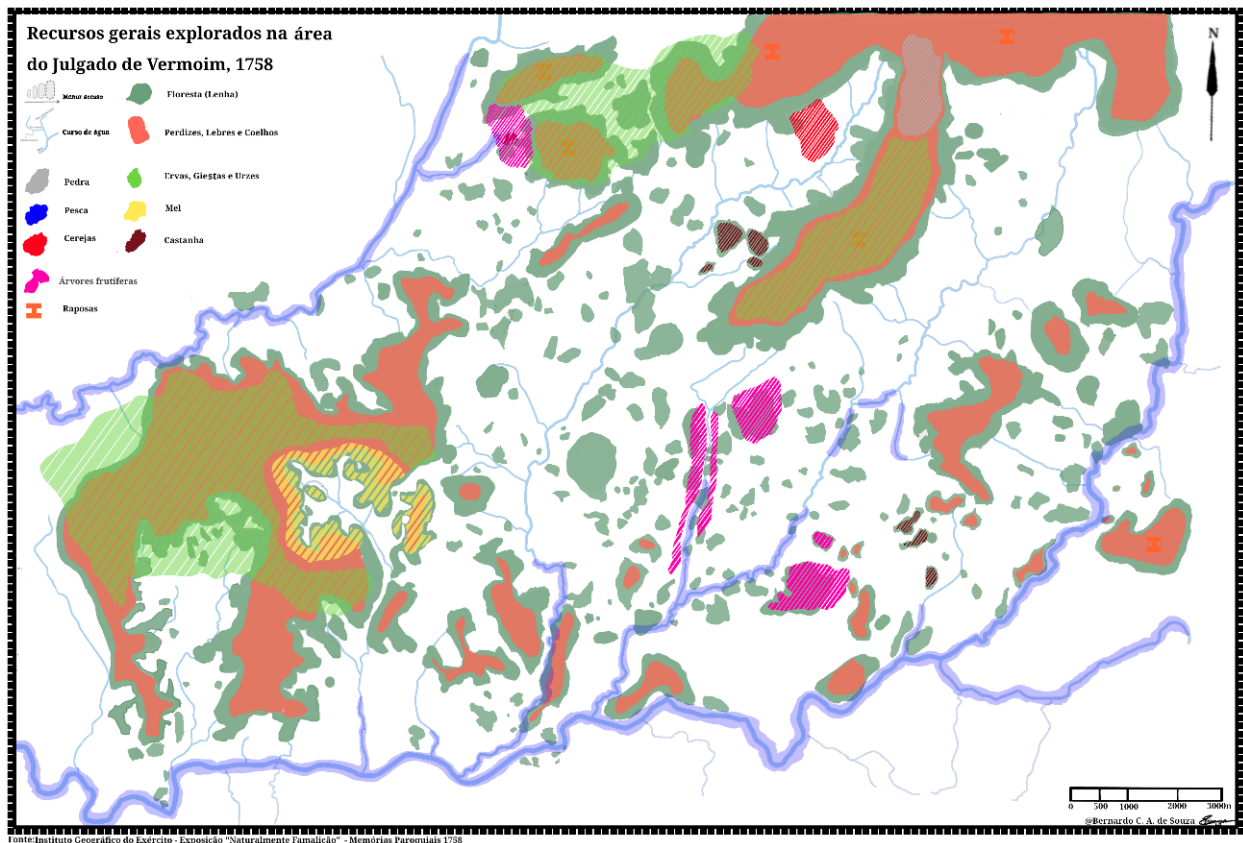 Recursos gerais explorados na área
do Julgado de Vermoim, 1758
Menor acesso
Floresta (Lenha)
Curso de água
Perdizes, Lebres e Coelhos
Pedra
Ervas, Giestas e Urzes
Pesca
Mel
Cerejas
Castanha
Árvores frutíferas
Raposas
N
0 500 1000 2000 3000m
@Bernardo C. A. de Souza
Fonte:Instituto Geográfico do Exército - Exposição "Naturalmente Famalicão" - Memórias Paroquiais 1758